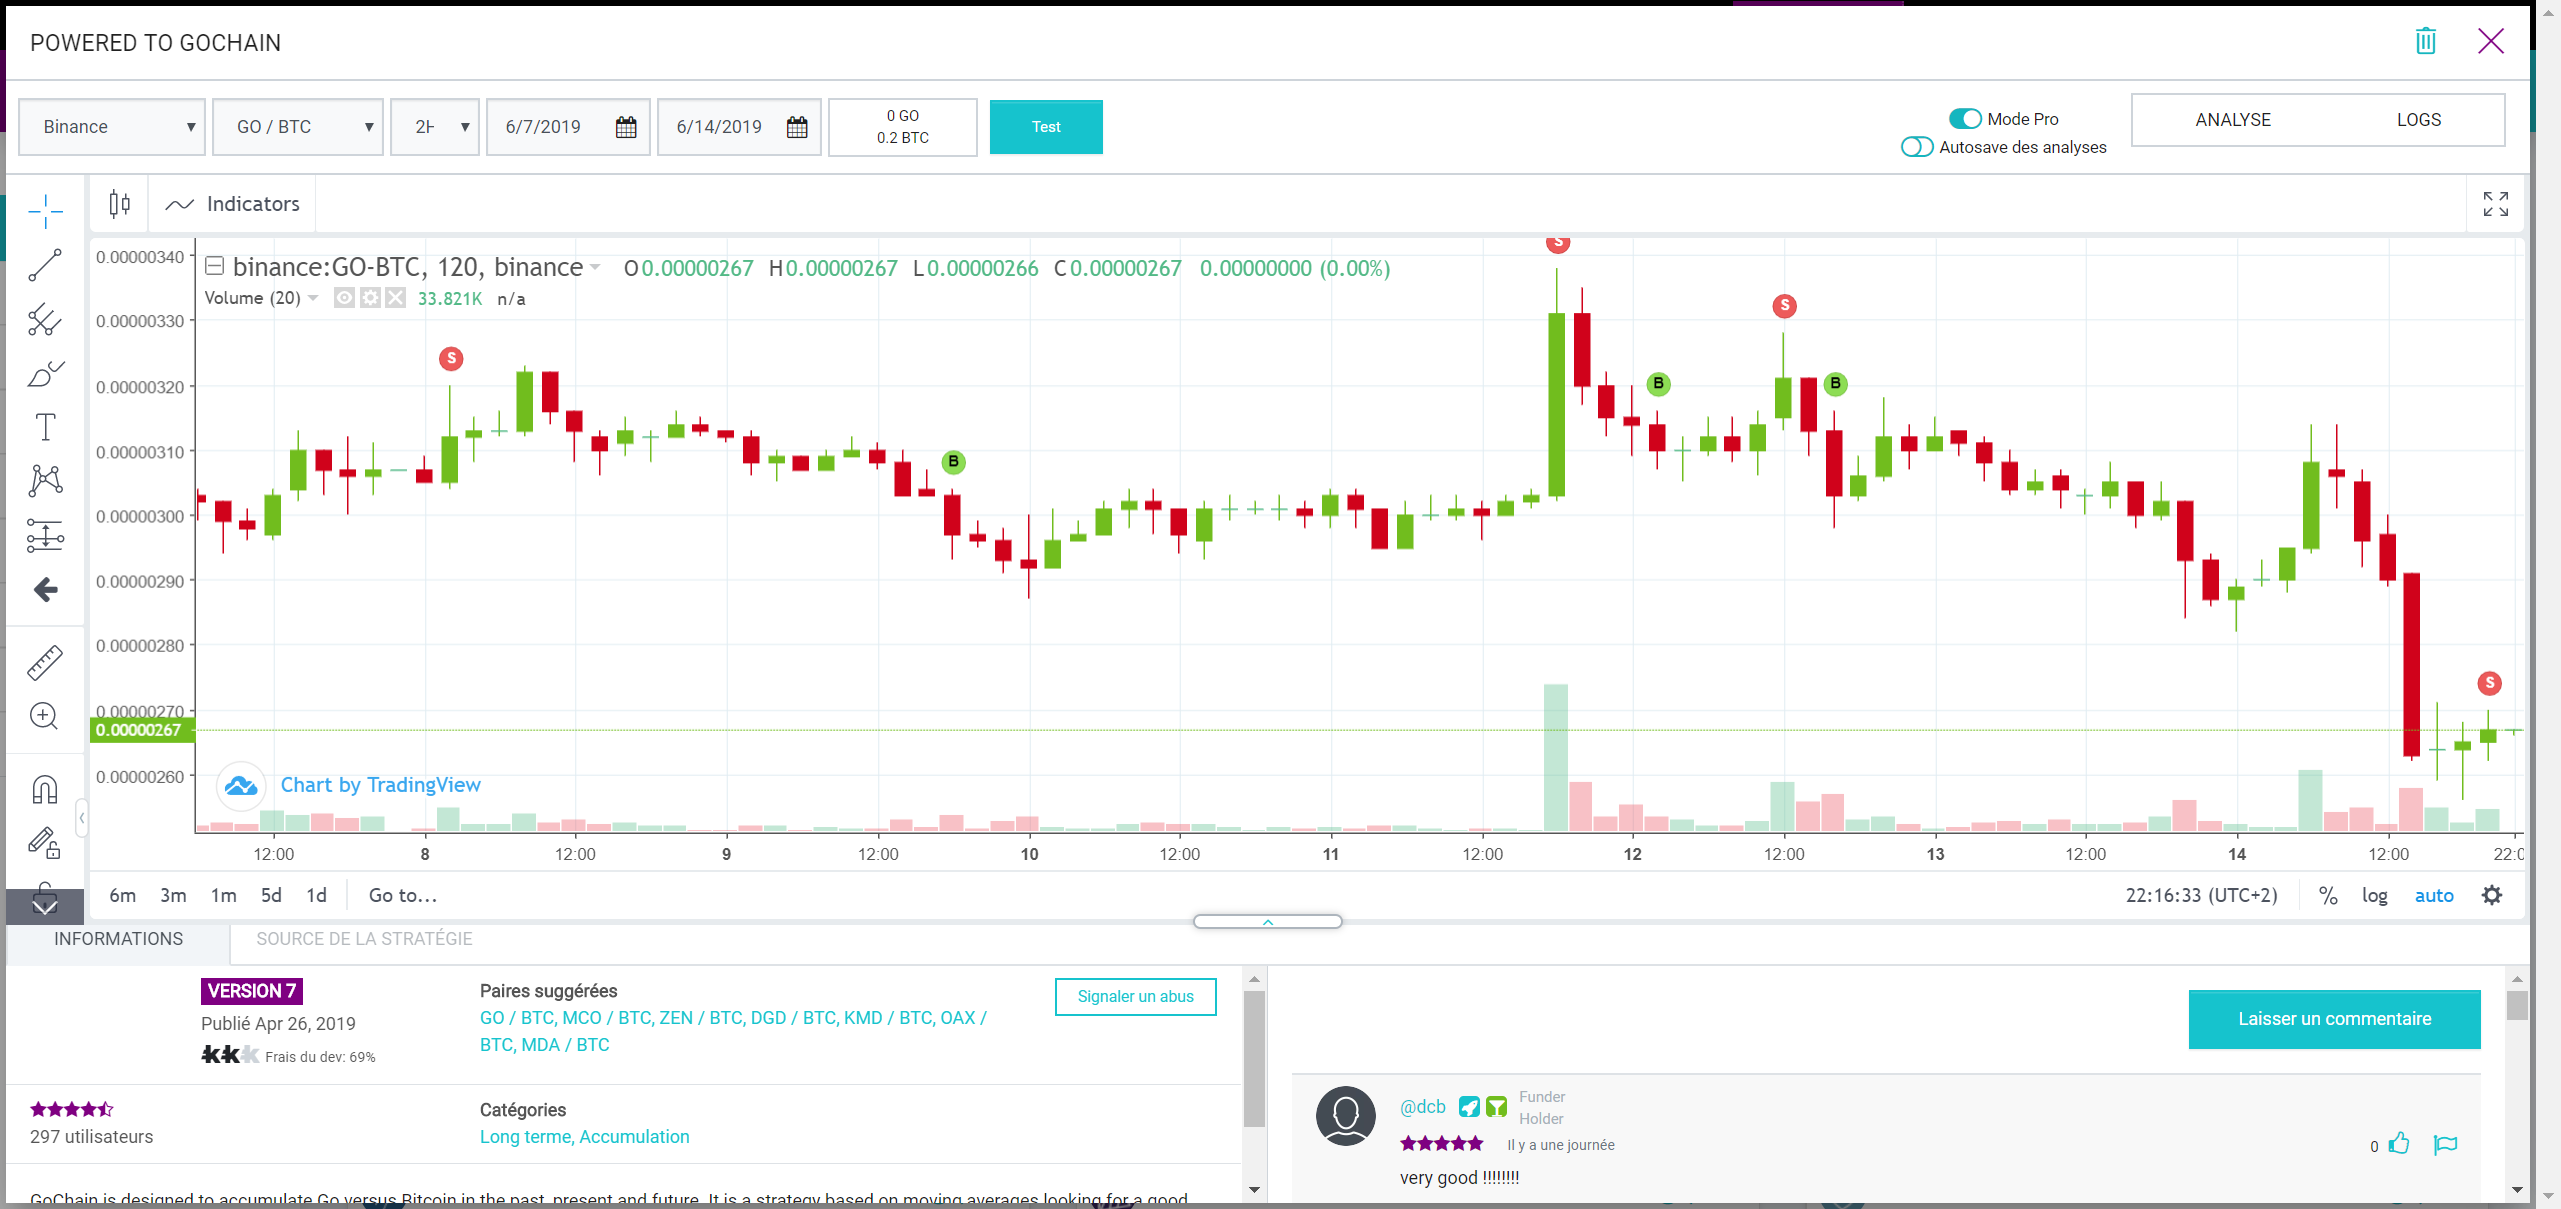 POWERED TO GOCHAIN
Binance
GO / BTC
6/7/2019
6/14/2019
0 GO
0.2 BTC
Test
Mode Pro
Autosave des analyses
ANALYSE
LOGS
Indicators
binance:GO-BTC, 120, binance O0.00000267 H0.00000267 L0.00000266 C0.00000267 0.00000000 (0.00%)
Volume (20) 33.821K n/a
0.00000340
0.00000330
0.00000320
0.00000310
0.00000300
0.00000290
0.00000280
0.00000270
0.00000267
0.00000260
S
B
S
B
S
B
S
Chart by TradingView
12:00 8 12:00 9 12:00 10 12:00 11 12:00 12 12:00 13 12:00 14 12:00
6m 3m 1m 5d 1d Go to... 22:16:33 (UTC+2) % log auto
INFORMATIONS
SOURCE DE LA STRATÉGIE
VERSION 7
Publié Apr 26, 2019
Frais du dev: 69%
Paires suggérées
GO / BTC, MCO / BTC, ZEN / BTC, DGD / BTC, KMD / BTC, OAX /
BTC, MDA / BTC
Signaler un abus
297 utilisateurs
Catégories
Long terme, Accumulation
GoChain is designed to accumulate Go versus Bitcoin in the past, present and future. It is a strategy based on moving averages looking for a good
Laisser un commentaire
@dcb
Funder
Holder
Il y a une journée
0
very good !!!!!!!!